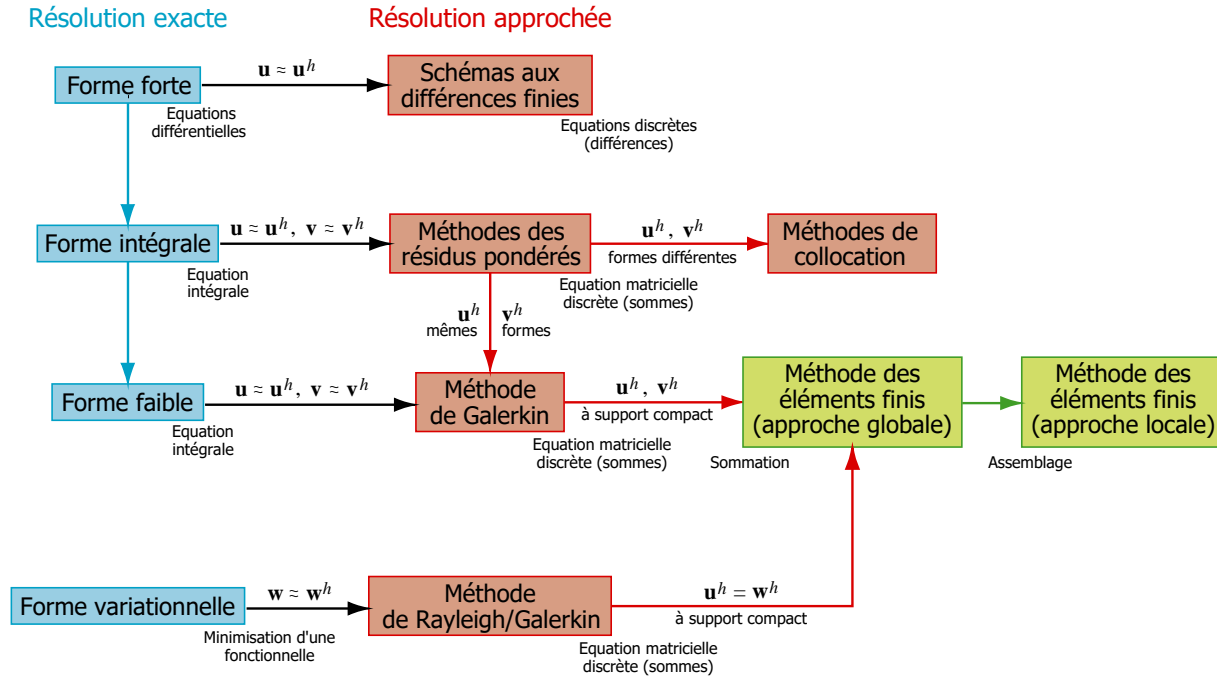 Résolution exacte
Résolution approchée
Forme forte
Equations
différentielles
u ≈ u^h
Schémas aux
différences finies
Equations discrètes
(différences)
Forme intégrale
Equation
intégrale
u ≈ u^h, v ≈ v^h
Méthodes des
résidus pondérés
Equation matricielle
discrète (sommes)
u^h, v^h
formes différentes
Méthodes de
collocation
u^h v^h
mêmes formes
Forme faible
Equation
intégrale
u ≈ u^h, v ≈ v^h
Méthode
de Galerkin
Equation matricielle
discrète (sommes)
u^h, v^h
à support compact
Méthode des
éléments finis
(approche globale)
Sommation
Méthode des
éléments finis
(approche locale)
Assemblage
Forme variationnelle
Minimisation d'une
fonctionnelle
w ≈ w^h
Méthode
de Rayleigh/Galerkin
Equation matricielle
discrète (sommes)
u^h = w^h
à support compact